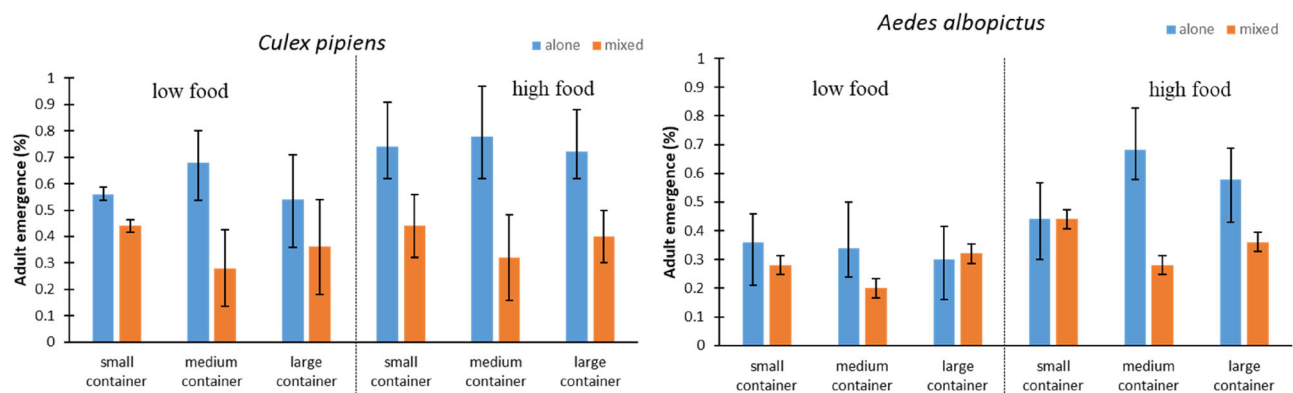 Culex pipiens
alone mixed
low food
high food
Adult emergence (%)
1
0.9
0.8
0.7
0.6
0.5
0.4
0.3
0.2
0.1
0
small container
medium container
large container
small container
medium container
large container
Aedes albopictus
alone mixed
low food
high food
Adult emergence (%)
1
0.9
0.8
0.7
0.6
0.5
0.4
0.3
0.2
0.1
0
small container
medium container
large container
small container
medium container
large container